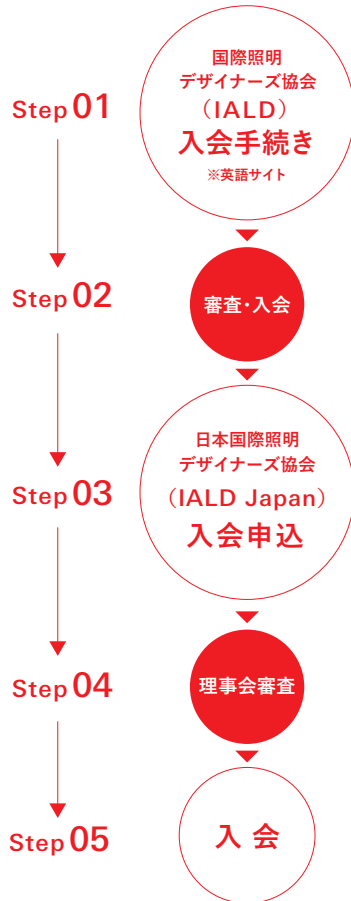 Step 01
国際照明
デザイナーズ協会
（IALD）
入会手続き
※英語サイト
Step 02
審査・入会
Step 03
日本国際照明
デザイナーズ協会
（IALD Japan）
入会申込
Step 04
理事会審査
Step 05
入 会